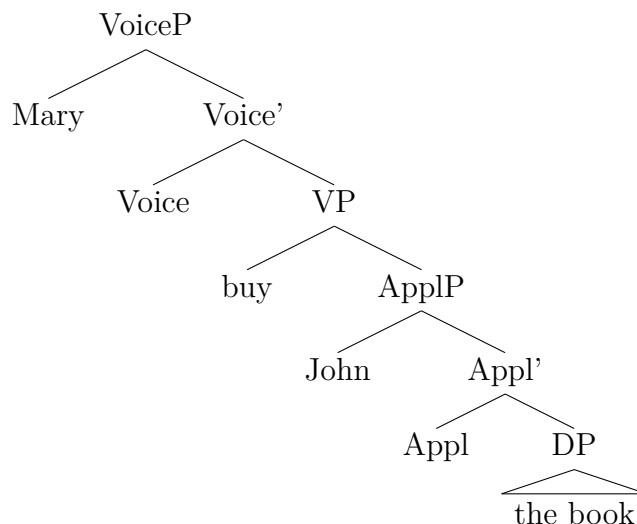 VoiceP
Mary Voice'
Voice VP
buy ApplP
John Appl'
Appl DP
the book